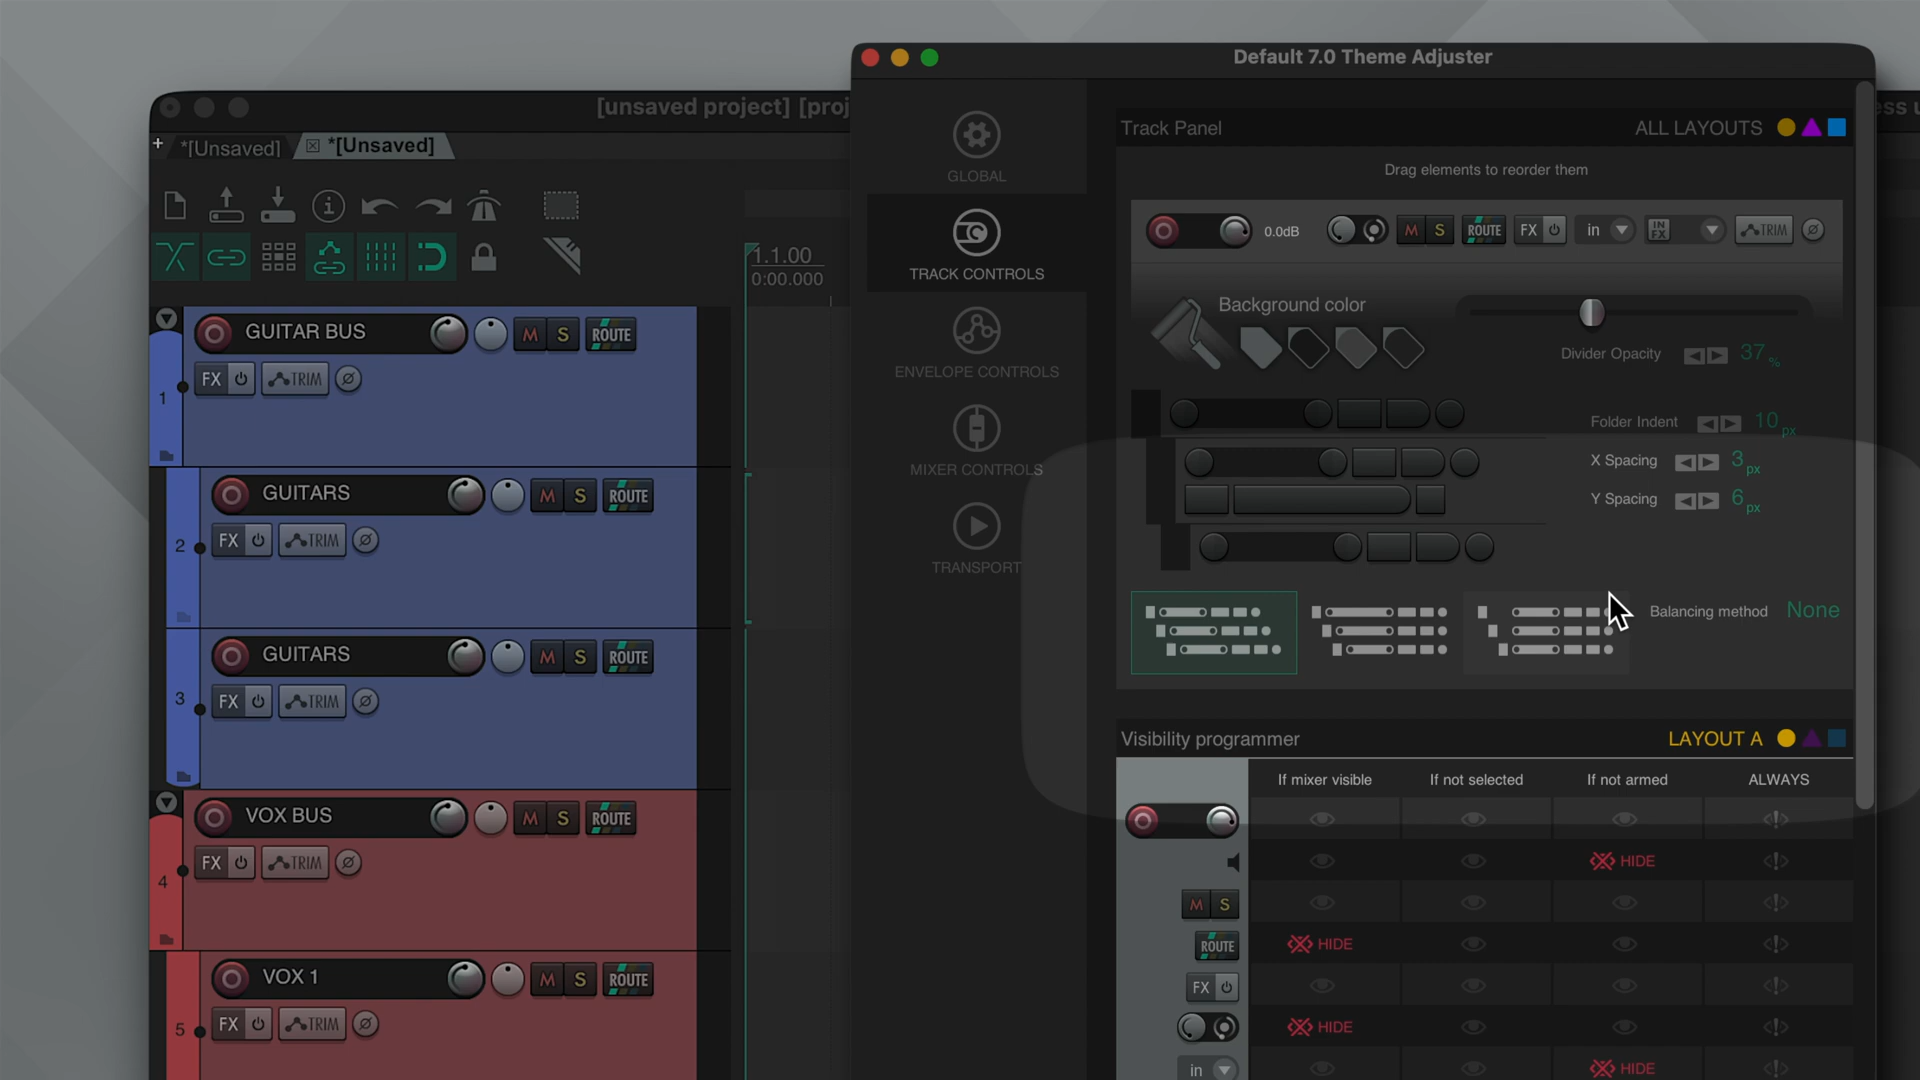 Default 7.0 Theme Adjuster
[unsaved project] [proj
ess u
*[Unsaved]
*[Unsaved]
1.1.00
0:00.000
1
GUITAR BUS
M S ROUTE
FX TRIM
2
GUITARS
M S ROUTE
FX TRIM
3
GUITARS
M S ROUTE
FX TRIM
4
VOX BUS
M S ROUTE
FX TRIM
5
VOX 1
M S ROUTE
FX TRIM
GLOBAL
TRACK CONTROLS
ENVELOPE CONTROLS
MIXER CONTROLS
TRANSPORT
Track Panel
ALL LAYOUTS
Drag elements to reorder them
0.0dB M S ROUTE FX in IN FX TRIM
Background color
Divider Opacity 37 %
Folder Indent 10 px
X Spacing 3 px
Y Spacing 6 px
Balancing method None
Visibility programmer
LAYOUT A
If mixer visible If not selected If not armed ALWAYS
HIDE
M S
ROUTE HIDE
FX
HIDE
in HIDE